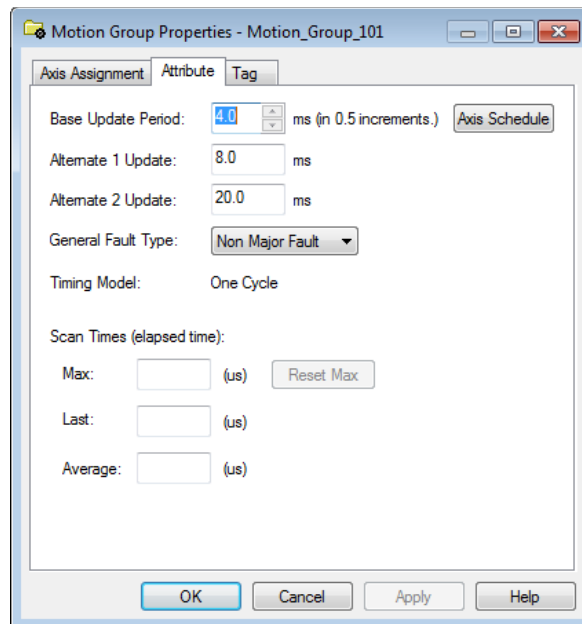 Motion Group Properties - Motion_Group_101
Axis Assignment Attribute Tag
Base Update Period: 4.0 ms (in 0.5 increments.) Axis Schedule
Alternate 1 Update: 8.0 ms
Alternate 2 Update: 20.0 ms
General Fault Type: Non Major Fault
Timing Model: One Cycle
Scan Times (elapsed time):
Max: (us) Reset Max
Last: (us)
Average: (us)
OK Cancel Apply Help